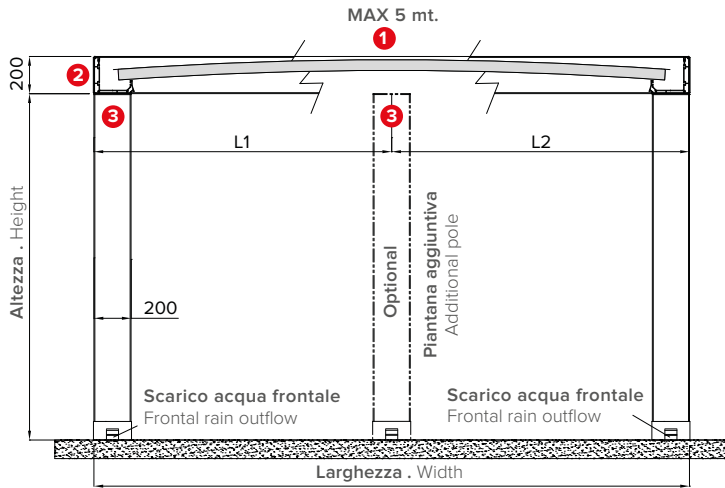 MAX 5 mt.
1
200
2
3
3
L1
L2
Altezza . Height
200
Optional
Piantana aggiuntiva
Additional pole
Scarico acqua frontale
Frontal rain outflow
Scarico acqua frontale
Frontal rain outflow
Larghezza . Width